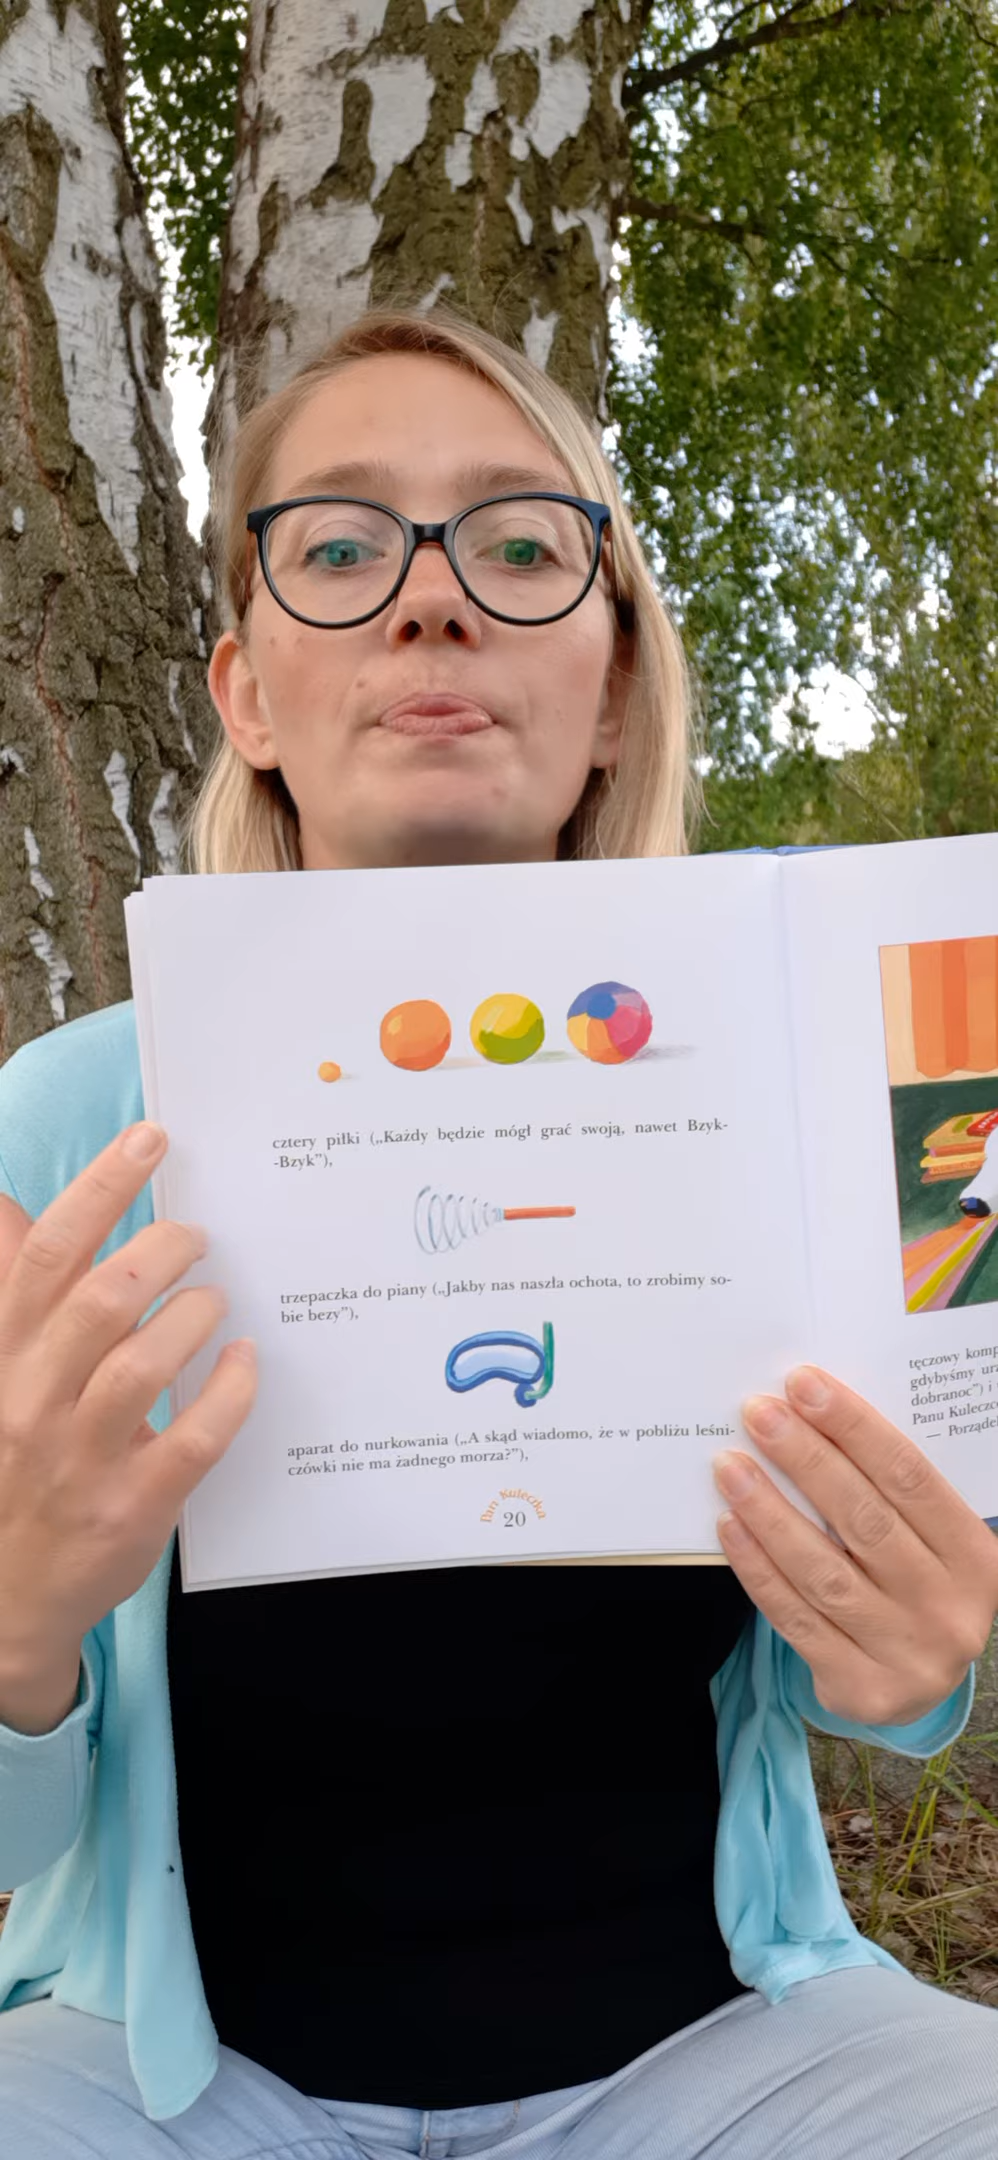 cztery piłki („Każdy będzie mógł grać swoją, nawet Bzyk-
-Bzyk”),
trzepaczka do piany („Jakby nas naszła ochota, to zrobimy so-
bie bezy”),
aparat do nurkowania („A skąd wiadomo, że w pobliżu leśni-
czówki nie ma żadnego morza?”),
Pan Kuleczka
20
tęczowy
gdybyśmy
dobranoc”) i
Panu
—